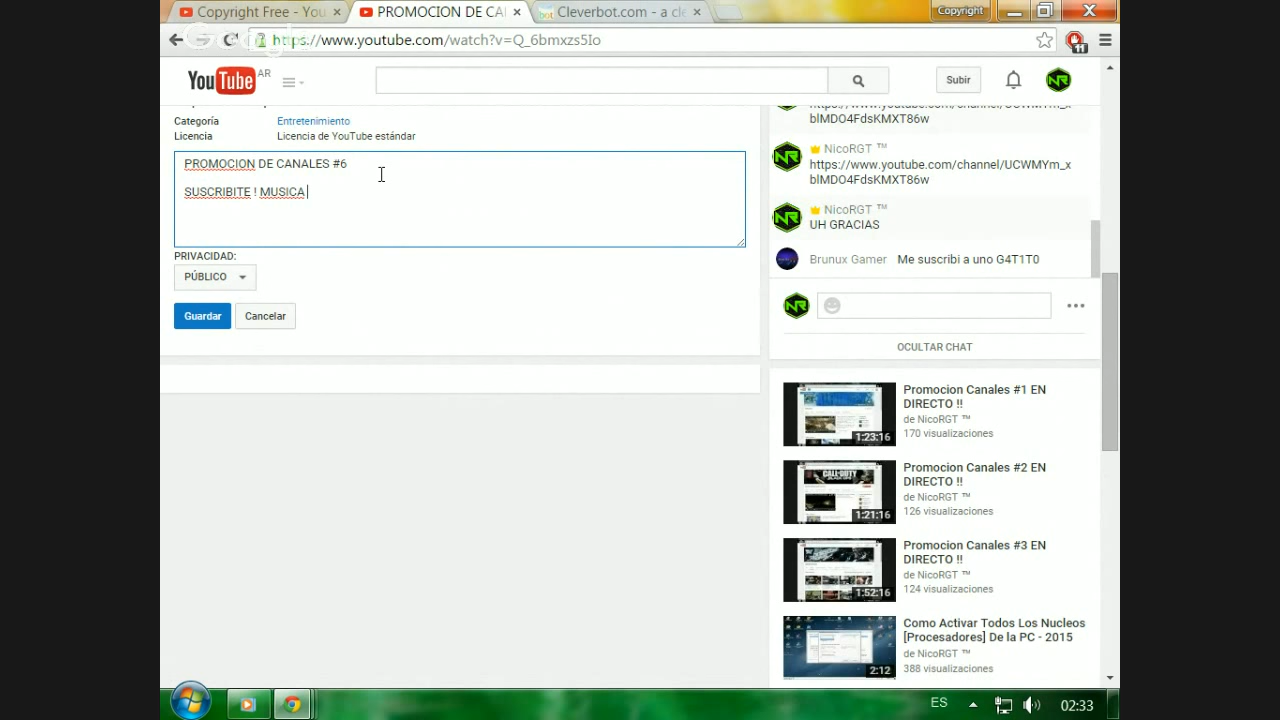 Copyright Free - You
PROMOCION DE CA
Cleverbot.com - a cle
Copyright
https://www.youtube.com/watch?v=Q_6bmxzs5Io
11
YouTube AR
Subir
Categoría Entretenimiento
Licencia Licencia de YouTube estándar
PROMOCION DE CANALES #6
SUSCRIBITE ! MUSICA
PRIVACIDAD:
PÚBLICO
Guardar Cancelar
blMDO4FdsKMXT86w
NicoRGT ™
https://www.youtube.com/channel/UCWMYm_x
blMDO4FdsKMXT86w
NicoRGT ™
UH GRACIAS
Brunux Gamer Me suscribi a uno G4T1T0
OCULTAR CHAT
Promocion Canales #1 EN
DIRECTO !!
de NicoRGT ™
170 visualizaciones
1:23:16
Promocion Canales #2 EN
DIRECTO !!
de NicoRGT ™
126 visualizaciones
1:21:16
Promocion Canales #3 EN
DIRECTO !!
de NicoRGT ™
124 visualizaciones
1:52:16
Como Activar Todos Los Nucleos
[Procesadores] De la PC - 2015
de NicoRGT ™
388 visualizaciones
2:12
ES
02:33